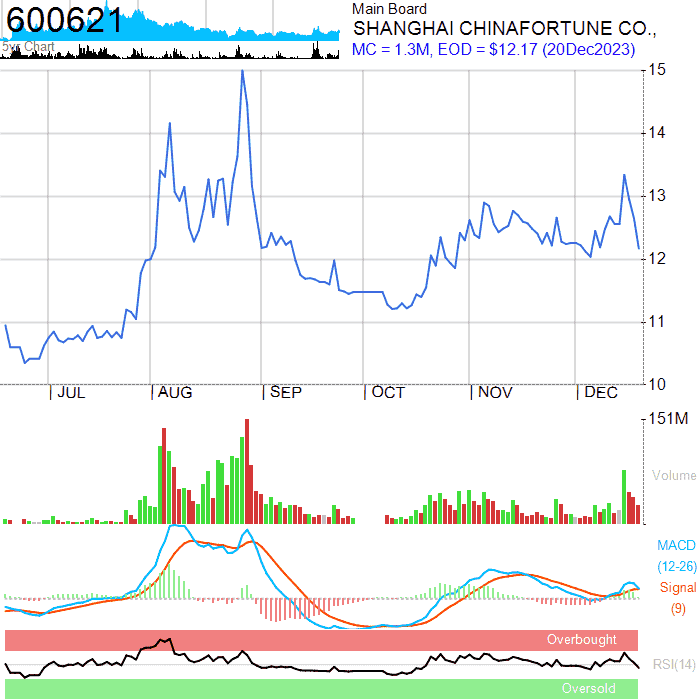 600621
5yr Chart
Main Board
SHANGHAI CHINAFORTUNE CO.,
MC = 1.3M, EOD = $12.17 (20Dec2023)
15
14
13
12
11
10
| JUL | AUG | SEP | OCT | NOV | DEC
151M
Volume
MACD
(12-26)
Signal
(9)
Overbought
RSI(14)
Oversold